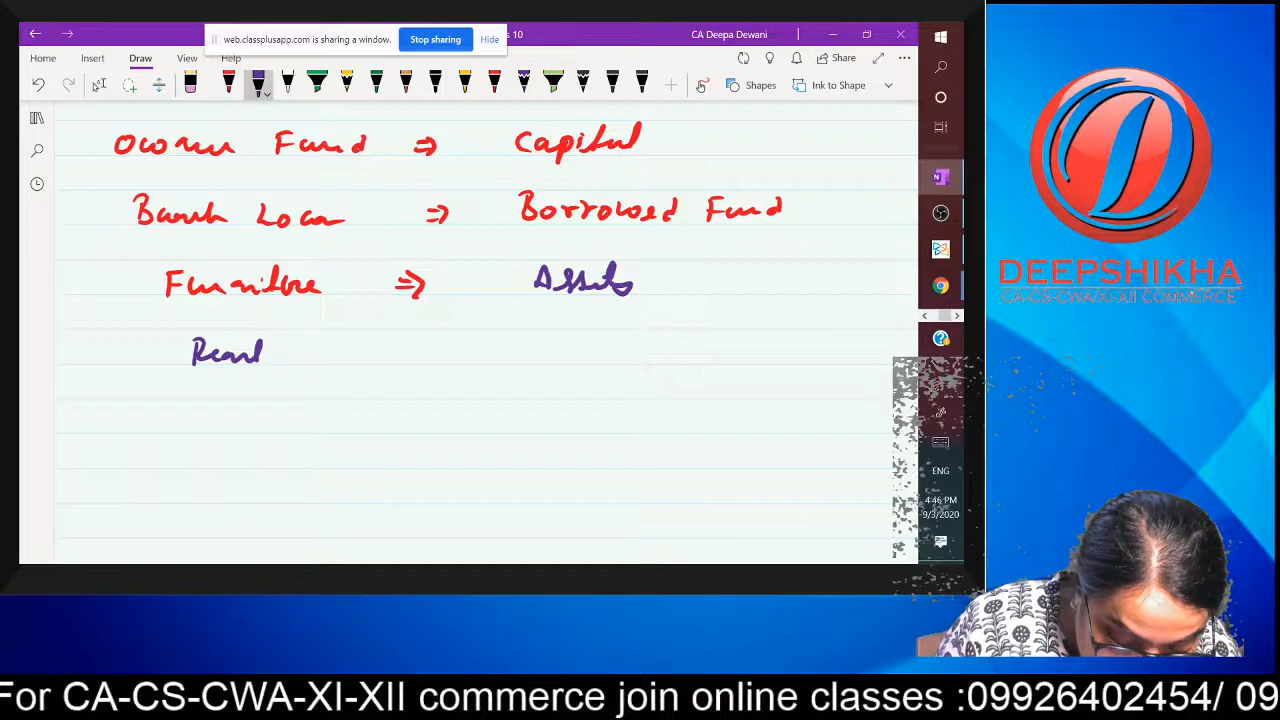 web.classplusapp.com is sharing a window. Stop sharing Hide
s 10
CA Deepa Dewani
Home Insert Draw View Help
Share
Shapes Ink to Shape
Owner Fund ⇒ Capital
Bank Loan ⇒ Borrowed Fund
Furniture ⇒ Assets
DEEPSHIKHA
CA-CS-CWA/XI-XII COMMERCE
ENG
4:46 PM
9/3/2020
For CA-CS-CWA-XI-XII commerce join online classes :09926402454/ 09